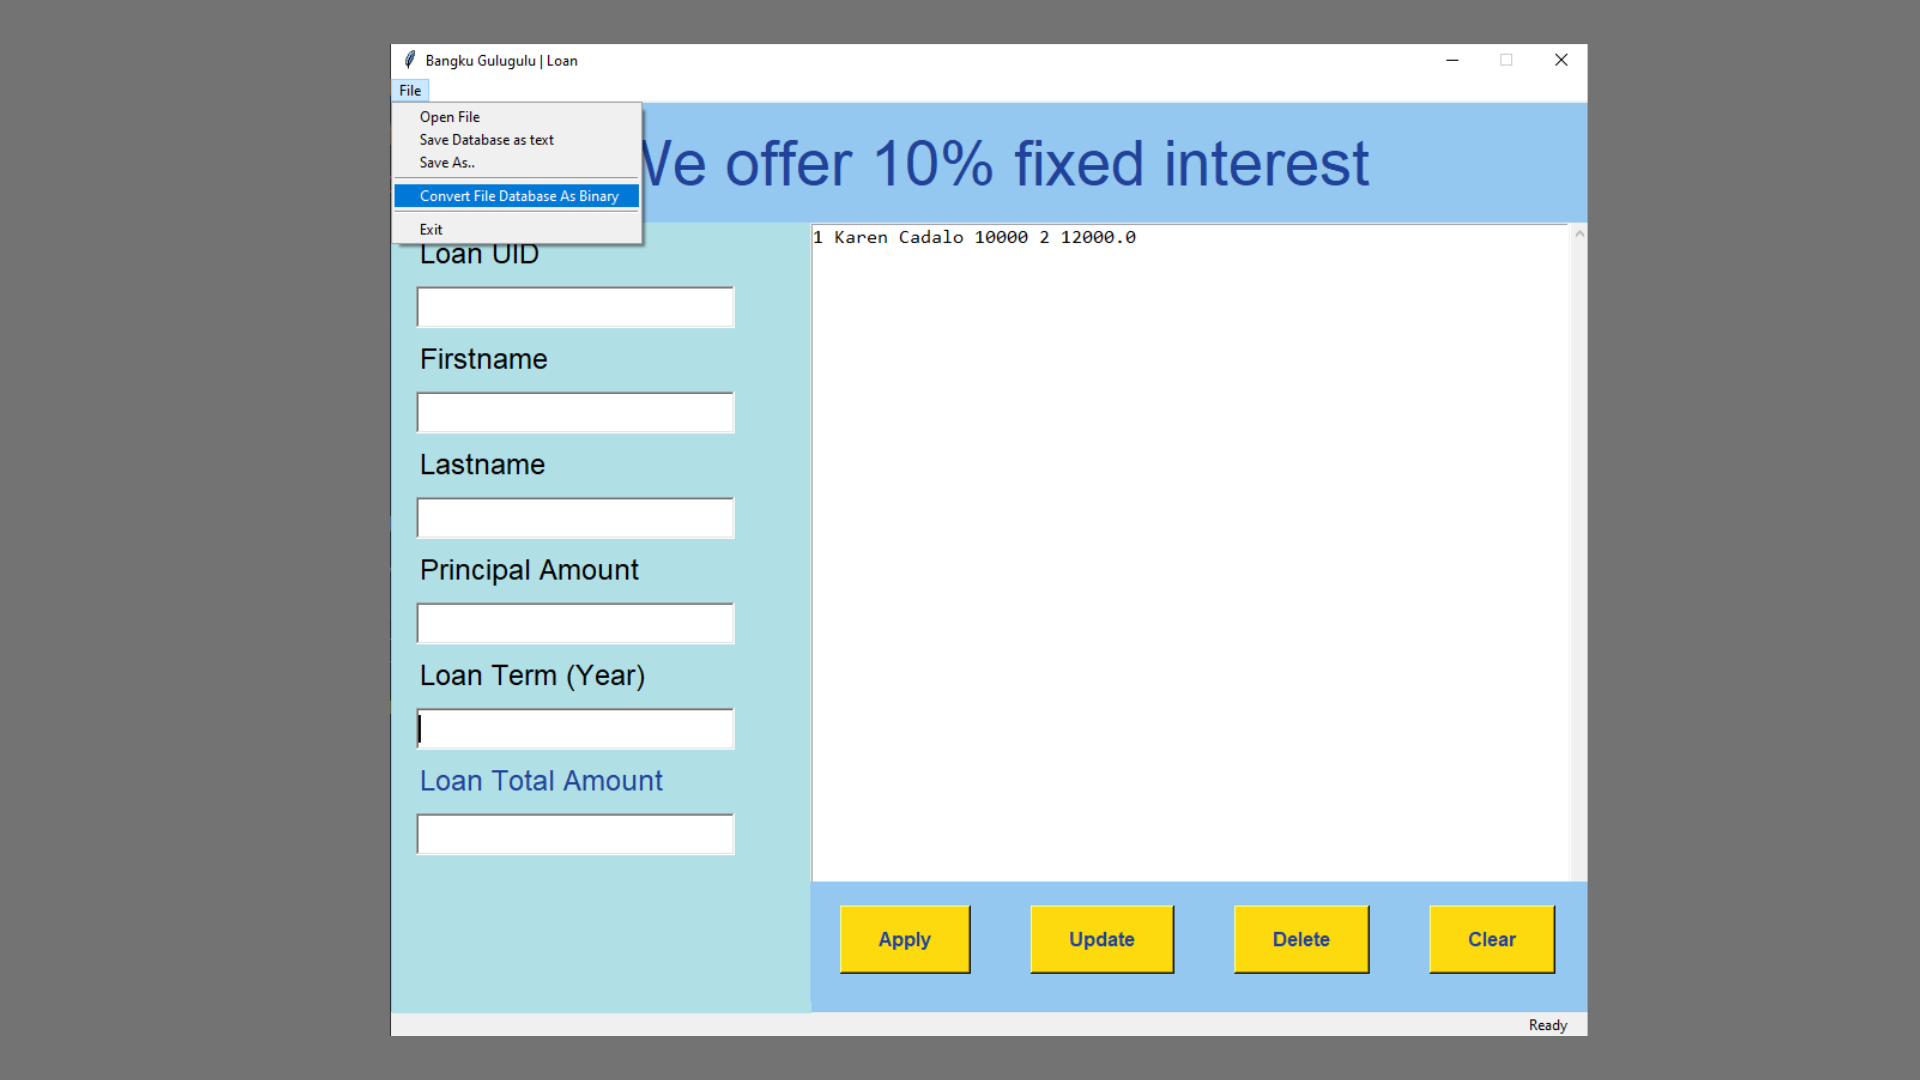 Bangku Gulugulu | Loan
File
Open File
Save Database as text
Save As..
Convert File Database As Binary
Exit
We offer 10% fixed interest
Loan UID
Firstname
Lastname
Principal Amount
Loan Term (Year)
Loan Total Amount
1 Karen Cadalo 10000 2 12000.0
Apply Update Delete Clear
Ready